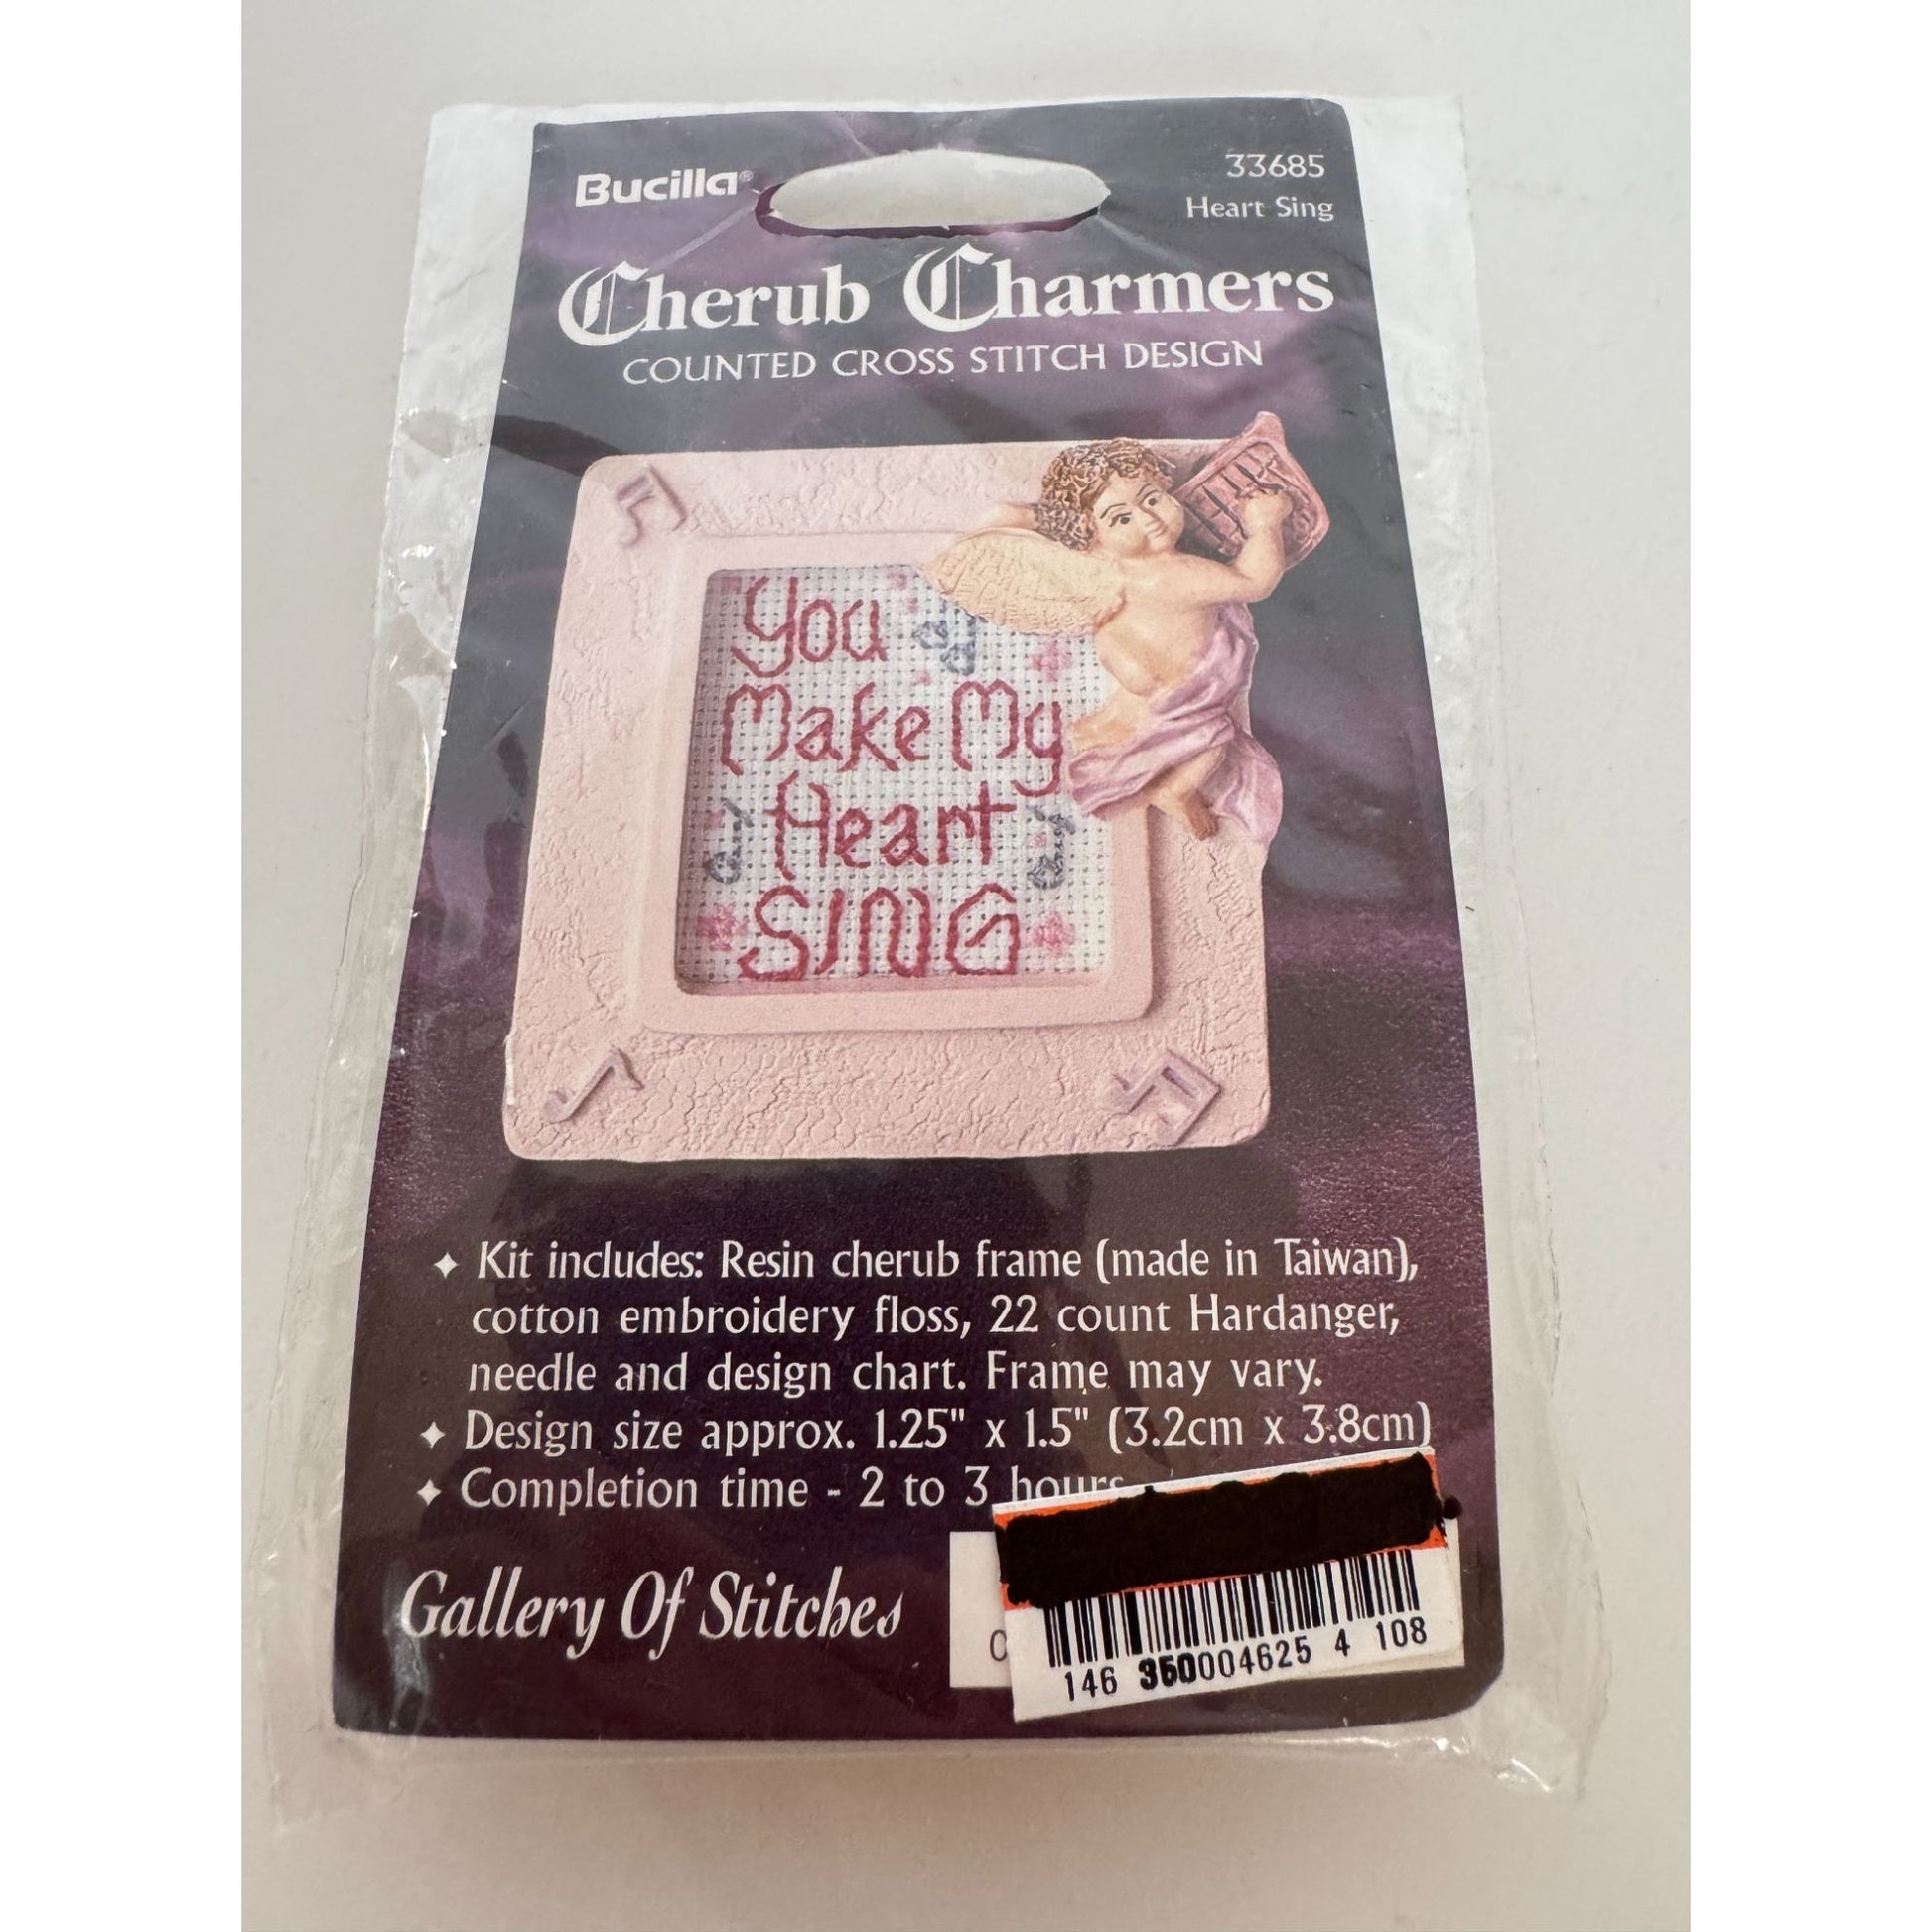 Bucilla®
33685
Heart Sing
Cherub Charmers
COUNTED CROSS STITCH DESIGN
You
Make My
Heart
SING
✦ Kit includes: Resin cherub frame (made in Taiwan),
cotton embroidery floss, 22 count Hardanger,
needle and design chart. Frame may vary.
✦ Design size approx. 1.25" x 1.5" (3.2cm x 3.8cm)
✦ Completion time - 2 to 3 hours
Gallery Of Stitches
146 350004625 4 108